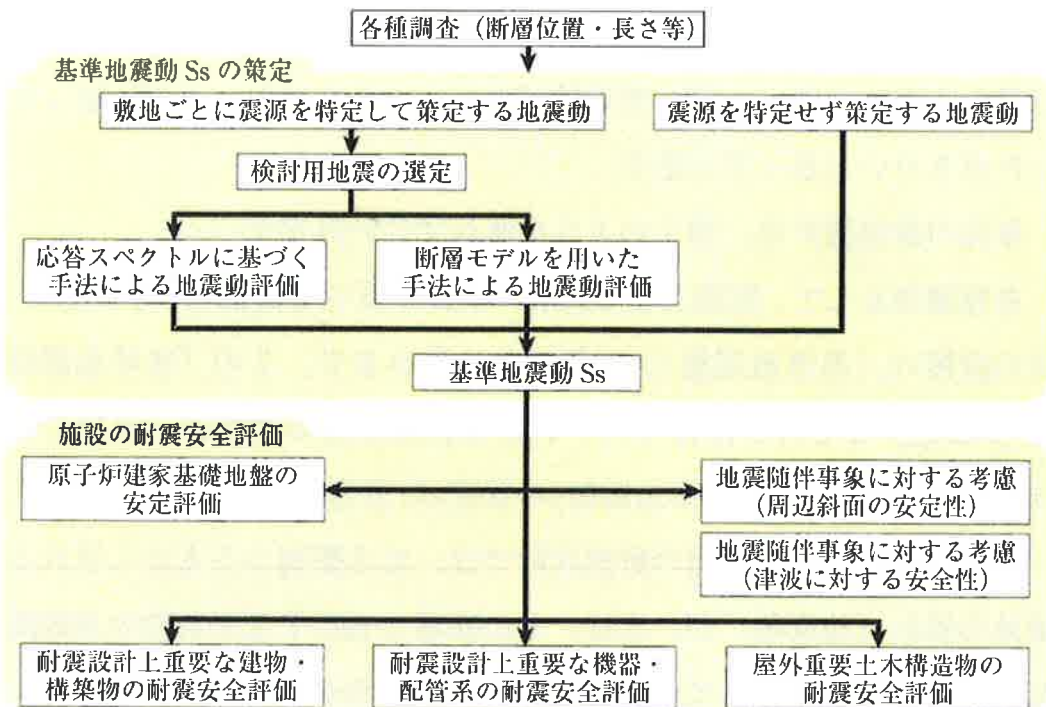 各種調査（断層位置・長さ等）
基準地震動 Ss の策定
敷地ごとに震源を特定して策定する地震動
震源を特定せず策定する地震動
検討用地震の選定
応答スペクトルに基づく
手法による地震動評価
断層モデルを用いた
手法による地震動評価
基準地震動 Ss
施設の耐震安全評価
原子炉建家基礎地盤の
安定評価
地震随伴事象に対する考慮
（周辺斜面の安定性）
地震随伴事象に対する考慮
（津波に対する安全性）
耐震設計上重要な建物・
構築物の耐震安全評価
耐震設計上重要な機器・
配管系の耐震安全評価
屋外重要土木構造物の
耐震安全評価